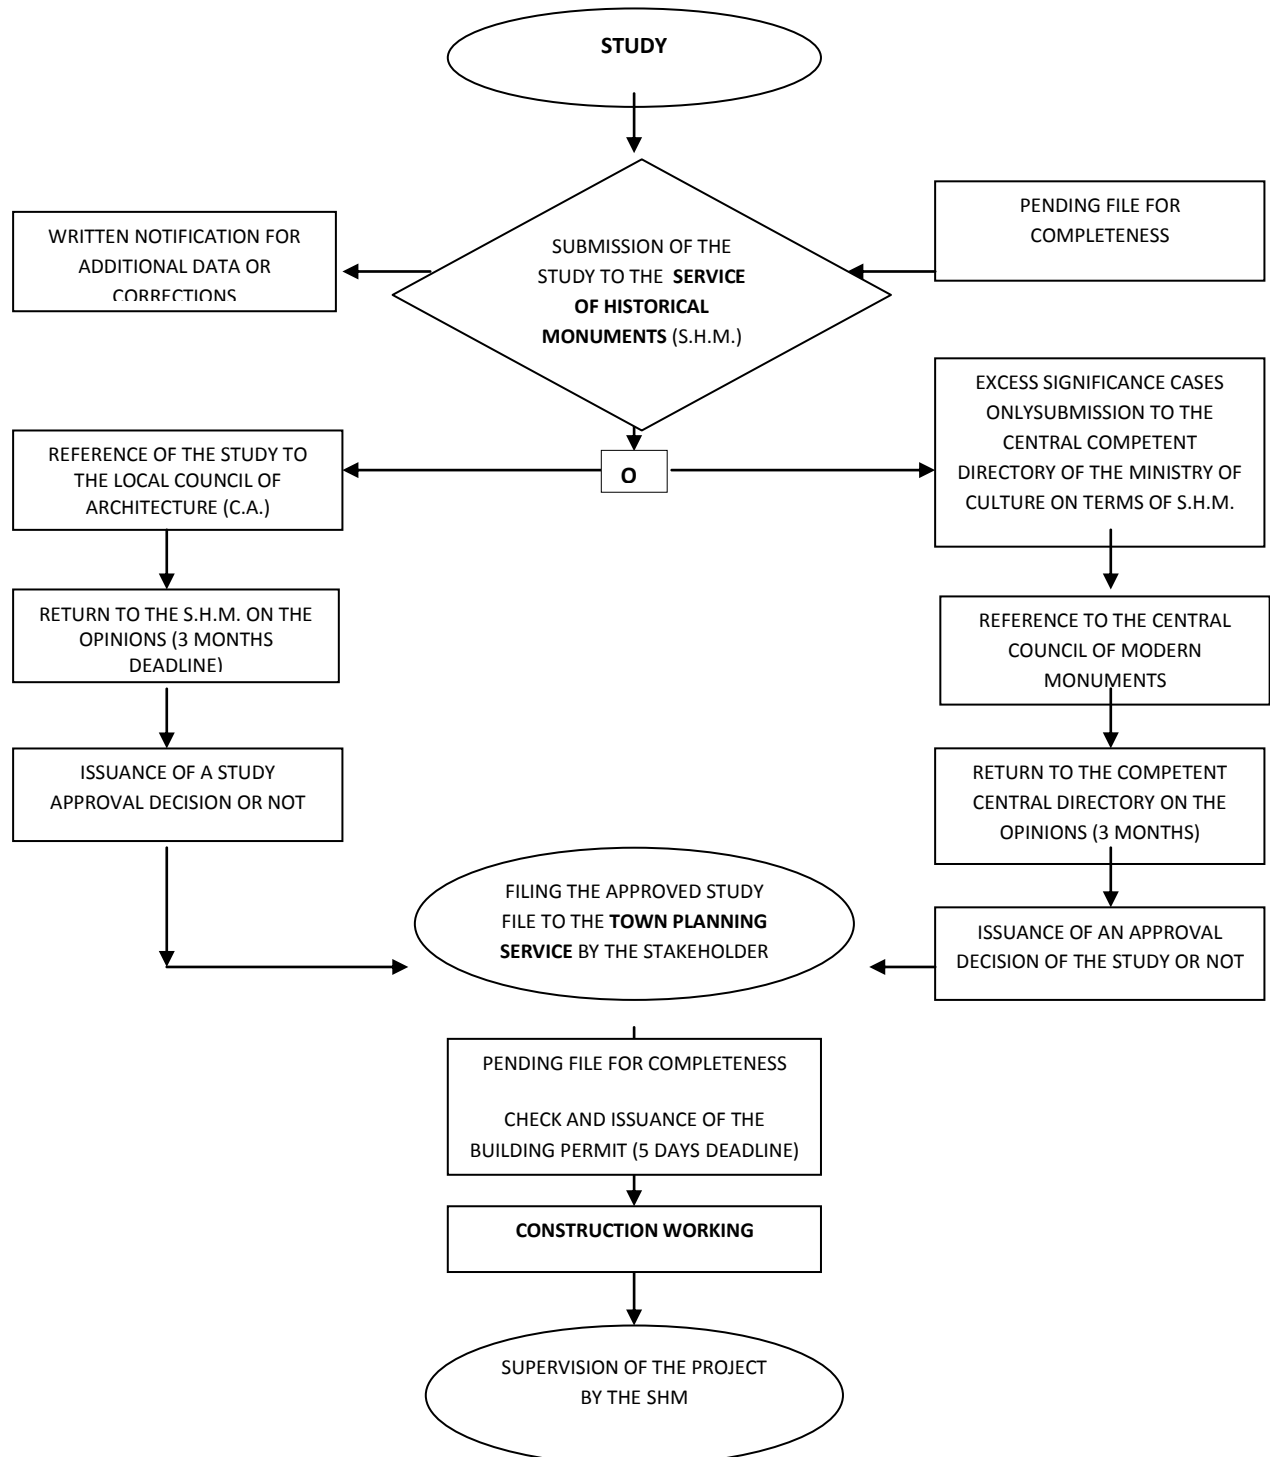 STUDY
PENDING FILE FOR
COMPLETENESS
WRITTEN NOTIFICATION FOR
ADDITIONAL DATA OR
CORRECTIONS
SUBMISSION OF THE
STUDY TO THE SERVICE
OF HISTORICAL
MONUMENTS (S.H.M.)
EXCESS SIGNIFICANCE CASES
ONLYSUBMISSION TO THE
CENTRAL COMPETENT
DIRECTORY OF THE MINISTRY OF
CULTURE ON TERMS OF S.H.M.
REFERENCE OF THE STUDY TO
THE LOCAL COUNCIL OF
ARCHITECTURE (C.A.)
O
RETURN TO THE S.H.M. ON THE
OPINIONS (3 MONTHS
DEADLINE)
REFERENCE TO THE CENTRAL
COUNCIL OF MODERN
MONUMENTS
ISSUANCE OF A STUDY
APPROVAL DECISION OR NOT
RETURN TO THE COMPETENT
CENTRAL DIRECTORY ON THE
OPINIONS (3 MONTHS)
FILING THE APPROVED STUDY
FILE TO THE TOWN PLANNING
SERVICE BY THE STAKEHOLDER
ISSUANCE OF AN APPROVAL
DECISION OF THE STUDY OR NOT
PENDING FILE FOR COMPLETENESS
CHECK AND ISSUANCE OF THE
BUILDING PERMIT (5 DAYS DEADLINE)
CONSTRUCTION WORKING
SUPERVISION OF THE PROJECT
BY THE SHM